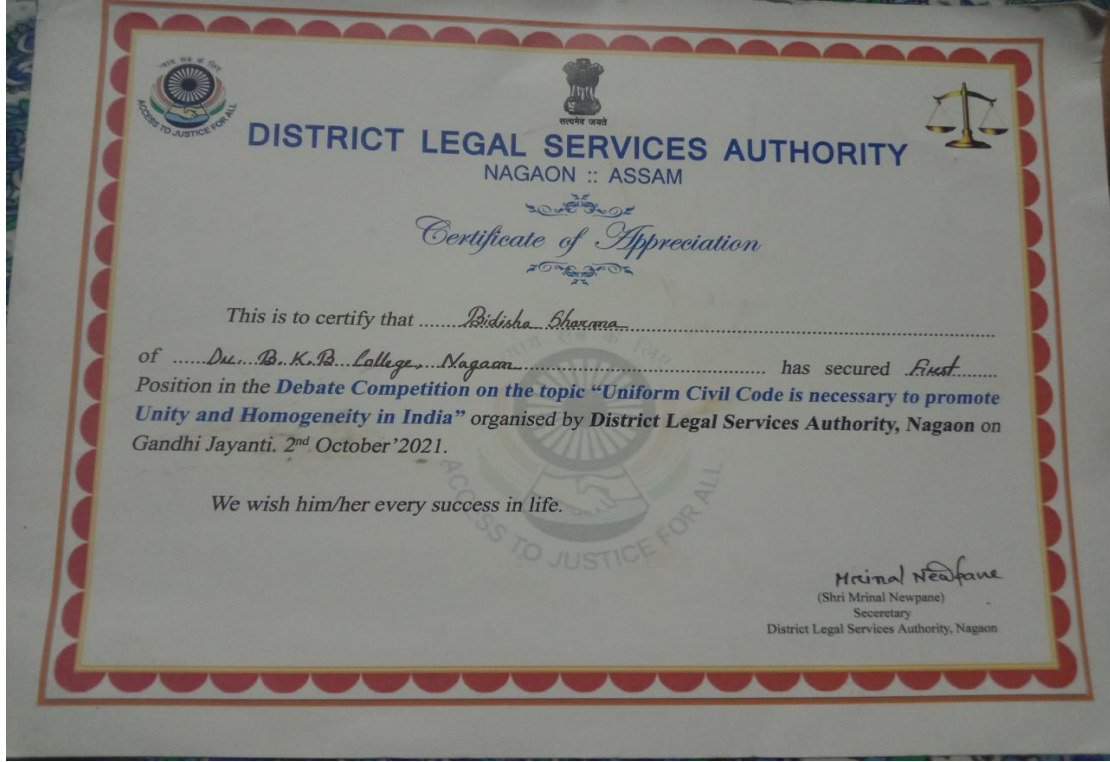 न्याय सब के लिए
ACCESS TO JUSTICE FOR ALL
सत्यमेव जयते
DISTRICT LEGAL SERVICES AUTHORITY
NAGAON :: ASSAM
Certificate of Appreciation
This is to certify that ....... Bidisha Sharma
of ...... Dr. B. K. B. College, Nagaon has secured First
Position in the Debate Competition on the topic “Uniform Civil Code is necessary to promote
Unity and Homogeneity in India” organised by District Legal Services Authority, Nagaon on
Gandhi Jayanti. 2nd October’2021.
We wish him/her every success in life.
न्याय सब के लिए
ACCESS TO JUSTICE FOR ALL
Mrinal Newpane
(Shri Mrinal Newpane)
Seceretary
District Legal Services Authority, Nagaon